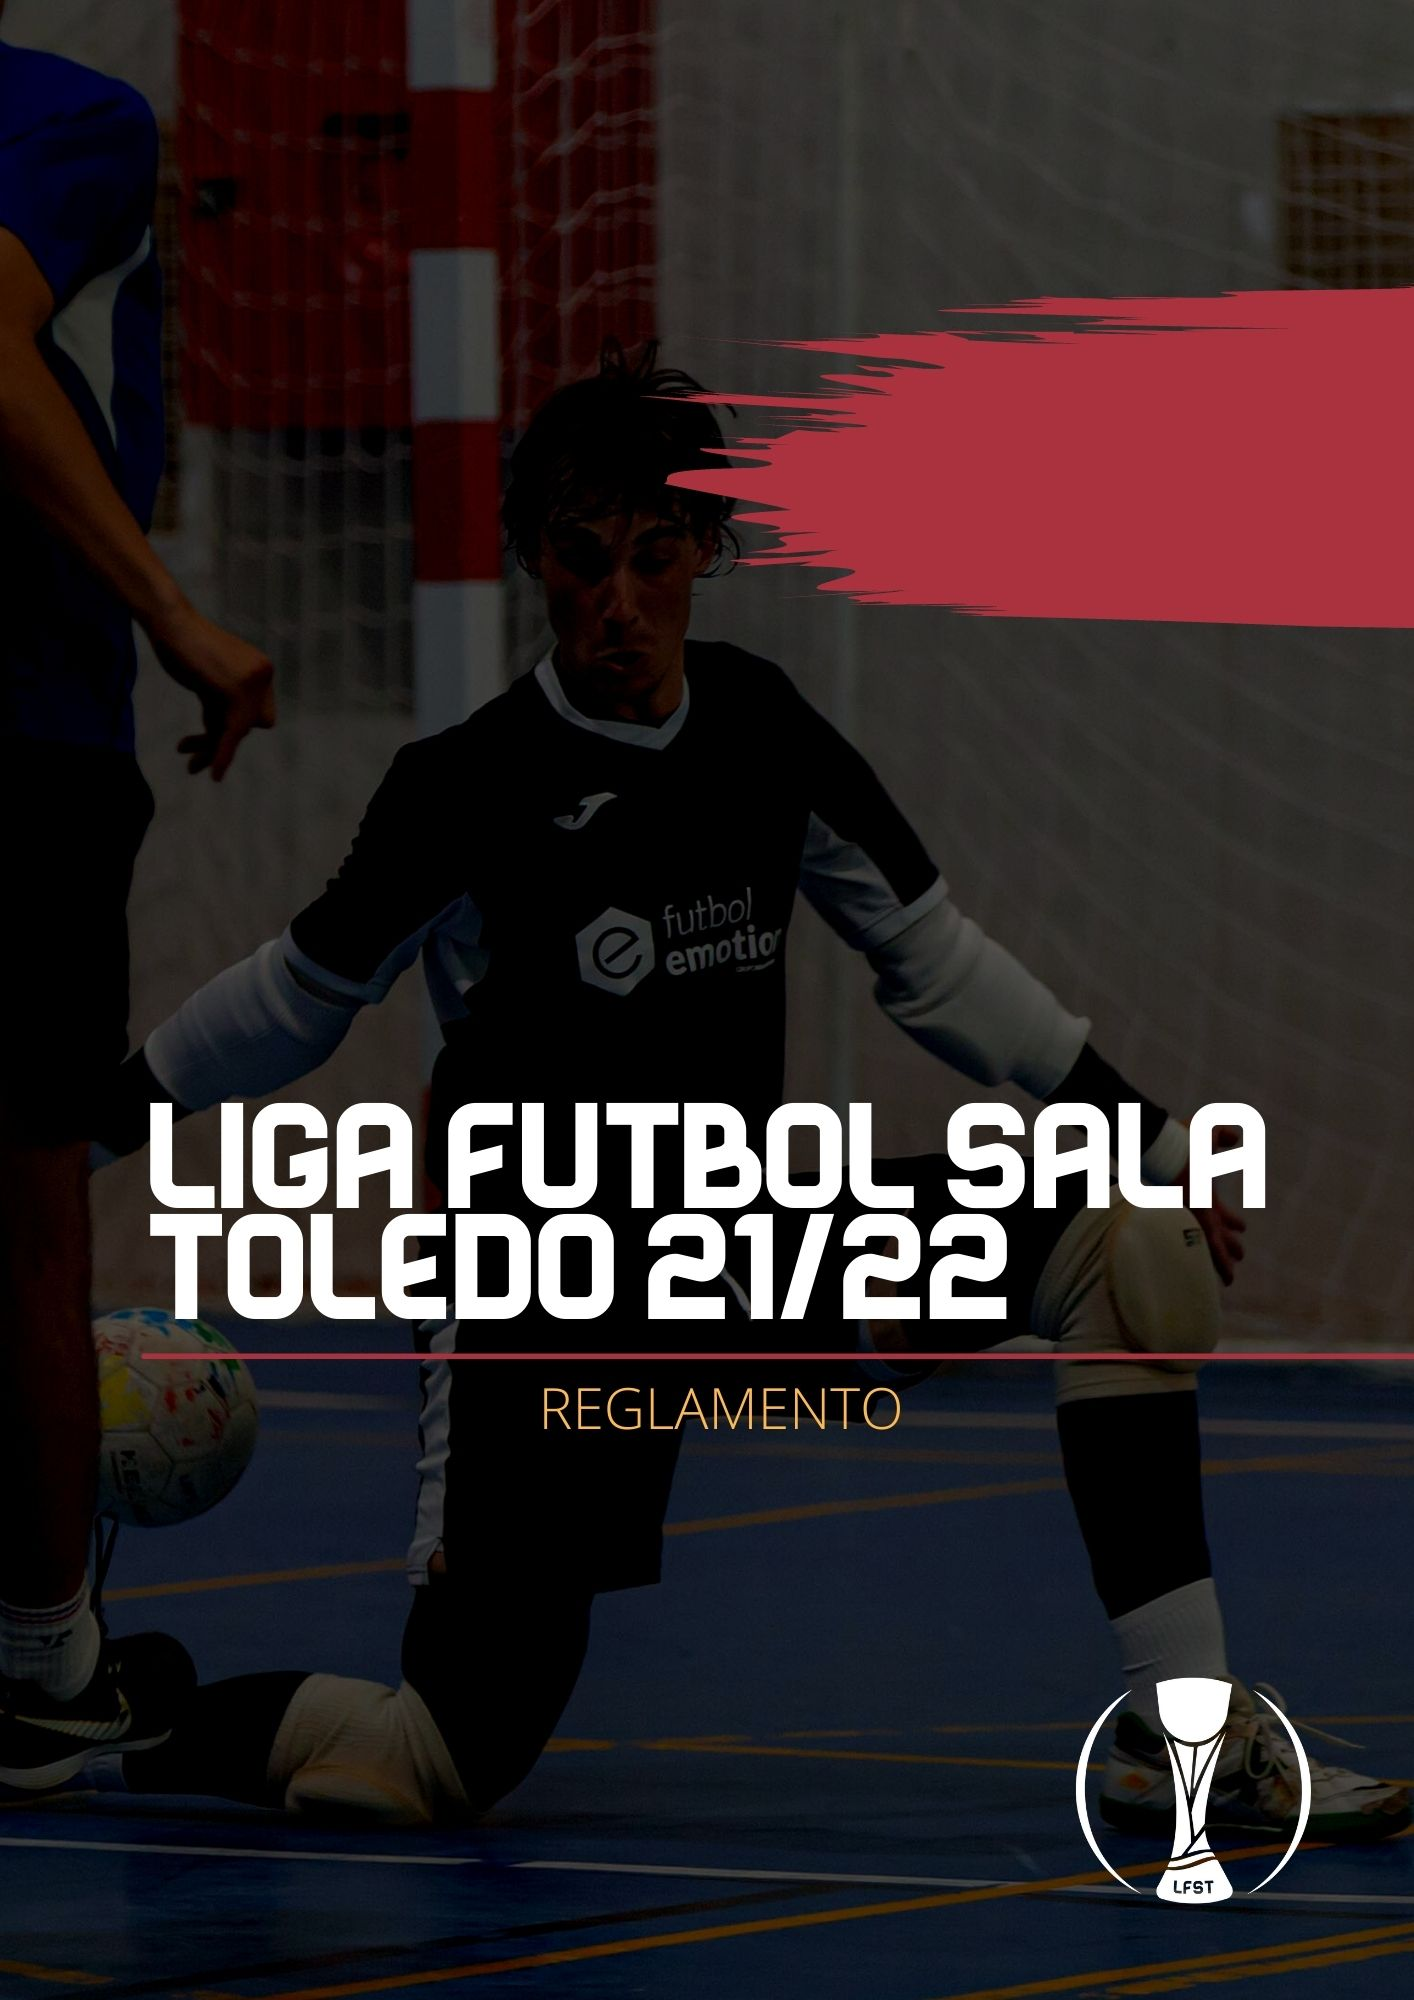 futbol
emotion
LIGA FUTBOL SALA
TOLEDO 21/22
REGLAMENTO
LFST